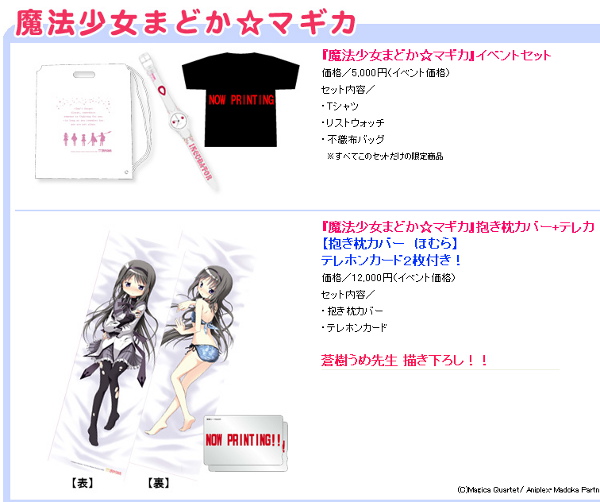 魔法少女まどか☆マギカ
『魔法少女まどか☆マギカ』イベントセット
価格／5,000円(イベント価格)
セット内容／
・Tシャツ
・リストウォッチ
・不織布バッグ
※すべてこのセットだけの限定商品
NOW PRINTING
INCUBATOR
『魔法少女まどか☆マギカ』抱き枕カバー+テレカ
【抱き枕カバー　ほむら】
テレホンカード2枚付き！
価格／12,000円(イベント価格)
セット内容／
・抱き枕カバー
・テレホンカード
蒼樹うめ先生 描き下ろし！！
NOW PRINTING!!
【表】
【裏】
(C)Magica Quartet/ Aniplex・Madoka Partn